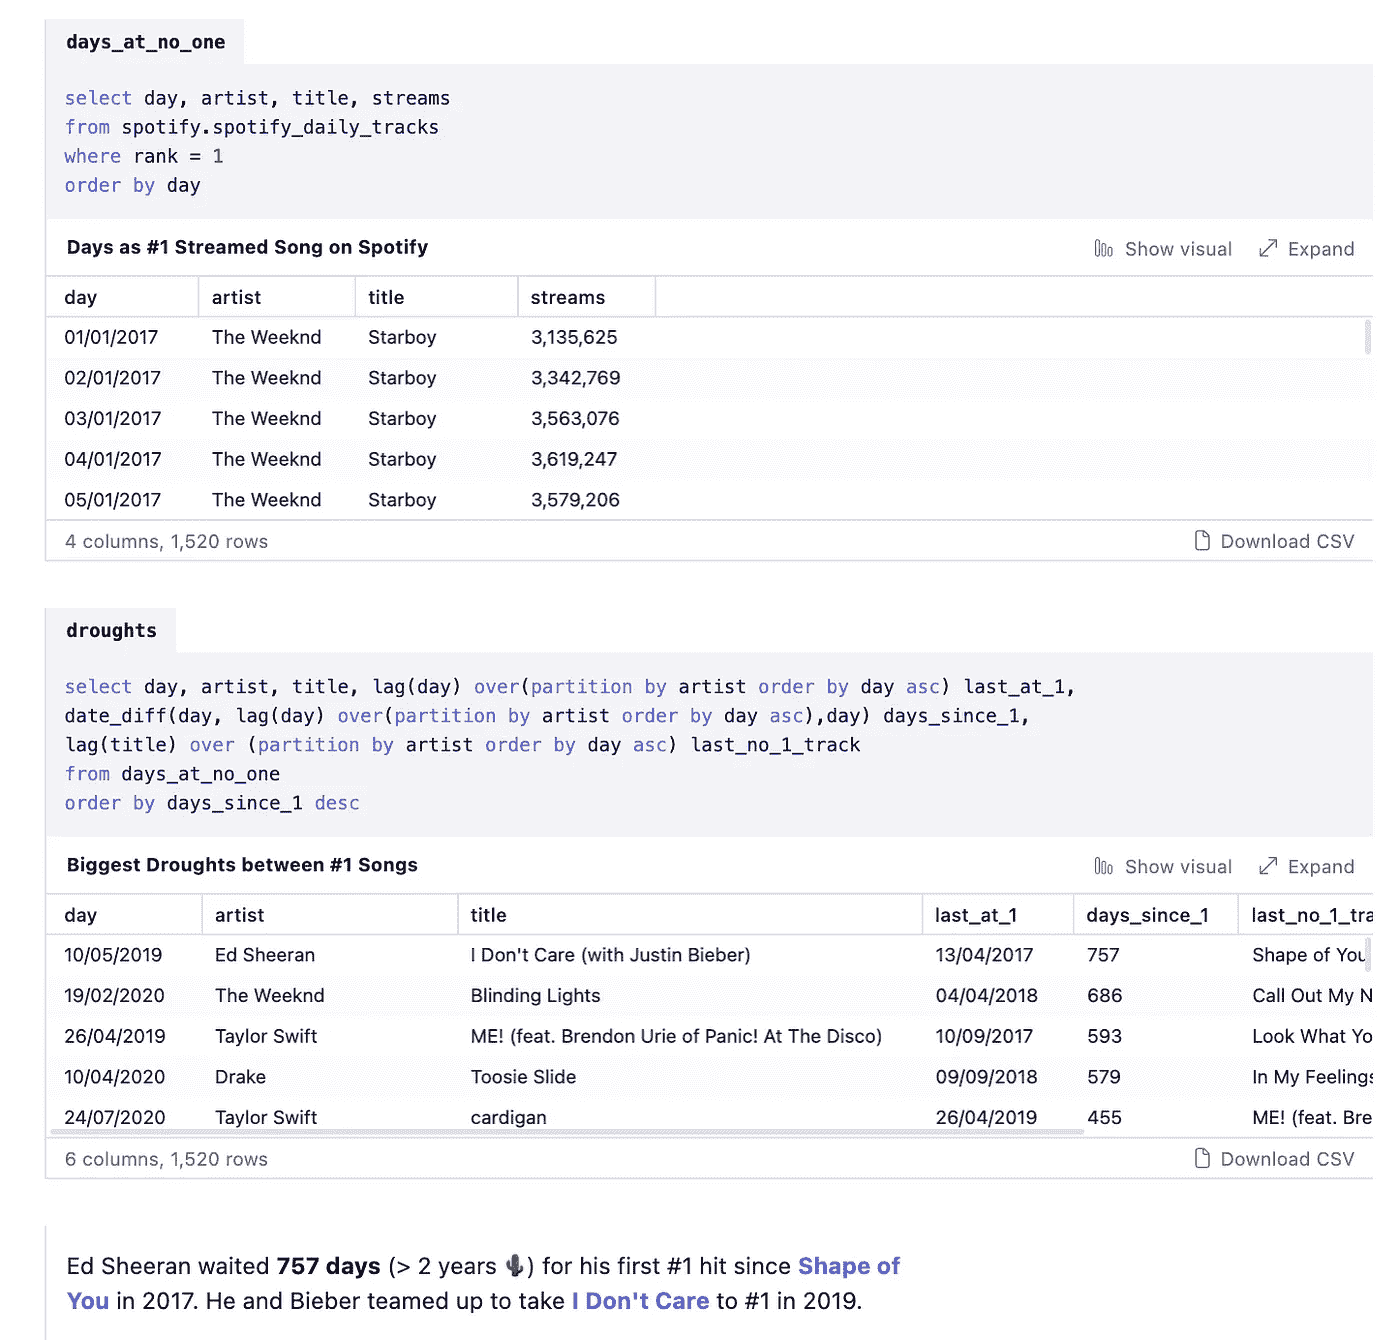 days_at_no_one
select day, artist, title, streams
from spotify.spotify_daily_tracks
where rank = 1
order by day
Days as #1 Streamed Song on Spotify
Show visual
Expand
day artist title streams
01/01/2017 The Weeknd Starboy 3,135,625
02/01/2017 The Weeknd Starboy 3,342,769
03/01/2017 The Weeknd Starboy 3,563,076
04/01/2017 The Weeknd Starboy 3,619,247
05/01/2017 The Weeknd Starboy 3,579,206
4 columns, 1,520 rows
Download CSV
droughts
select day, artist, title, lag(day) over(partition by artist order by day asc) last_at_1,
date_diff(day, lag(day) over(partition by artist order by day asc),day) days_since_1,
lag(title) over (partition by artist order by day asc) last_no_1_track
from days_at_no_one
order by days_since_1 desc
Biggest Droughts between #1 Songs
Show visual
Expand
day artist title last_at_1 days_since_1 last_no_1_tra
10/05/2019 Ed Sheeran I Don't Care (with Justin Bieber) 13/04/2017 757 Shape of You
19/02/2020 The Weeknd Blinding Lights 04/04/2018 686 Call Out My N
26/04/2019 Taylor Swift ME! (feat. Brendon Urie of Panic! At The Disco) 10/09/2017 593 Look What Yo
10/04/2020 Drake Toosie Slide 09/09/2018 579 In My Feelings
24/07/2020 Taylor Swift cardigan 26/04/2019 455 ME! (feat. Bre
6 columns, 1,520 rows
Download CSV
Ed Sheeran waited 757 days (> 2 years 🌵) for his first #1 hit since Shape of
You in 2017. He and Bieber teamed up to take I Don't Care to #1 in 2019.